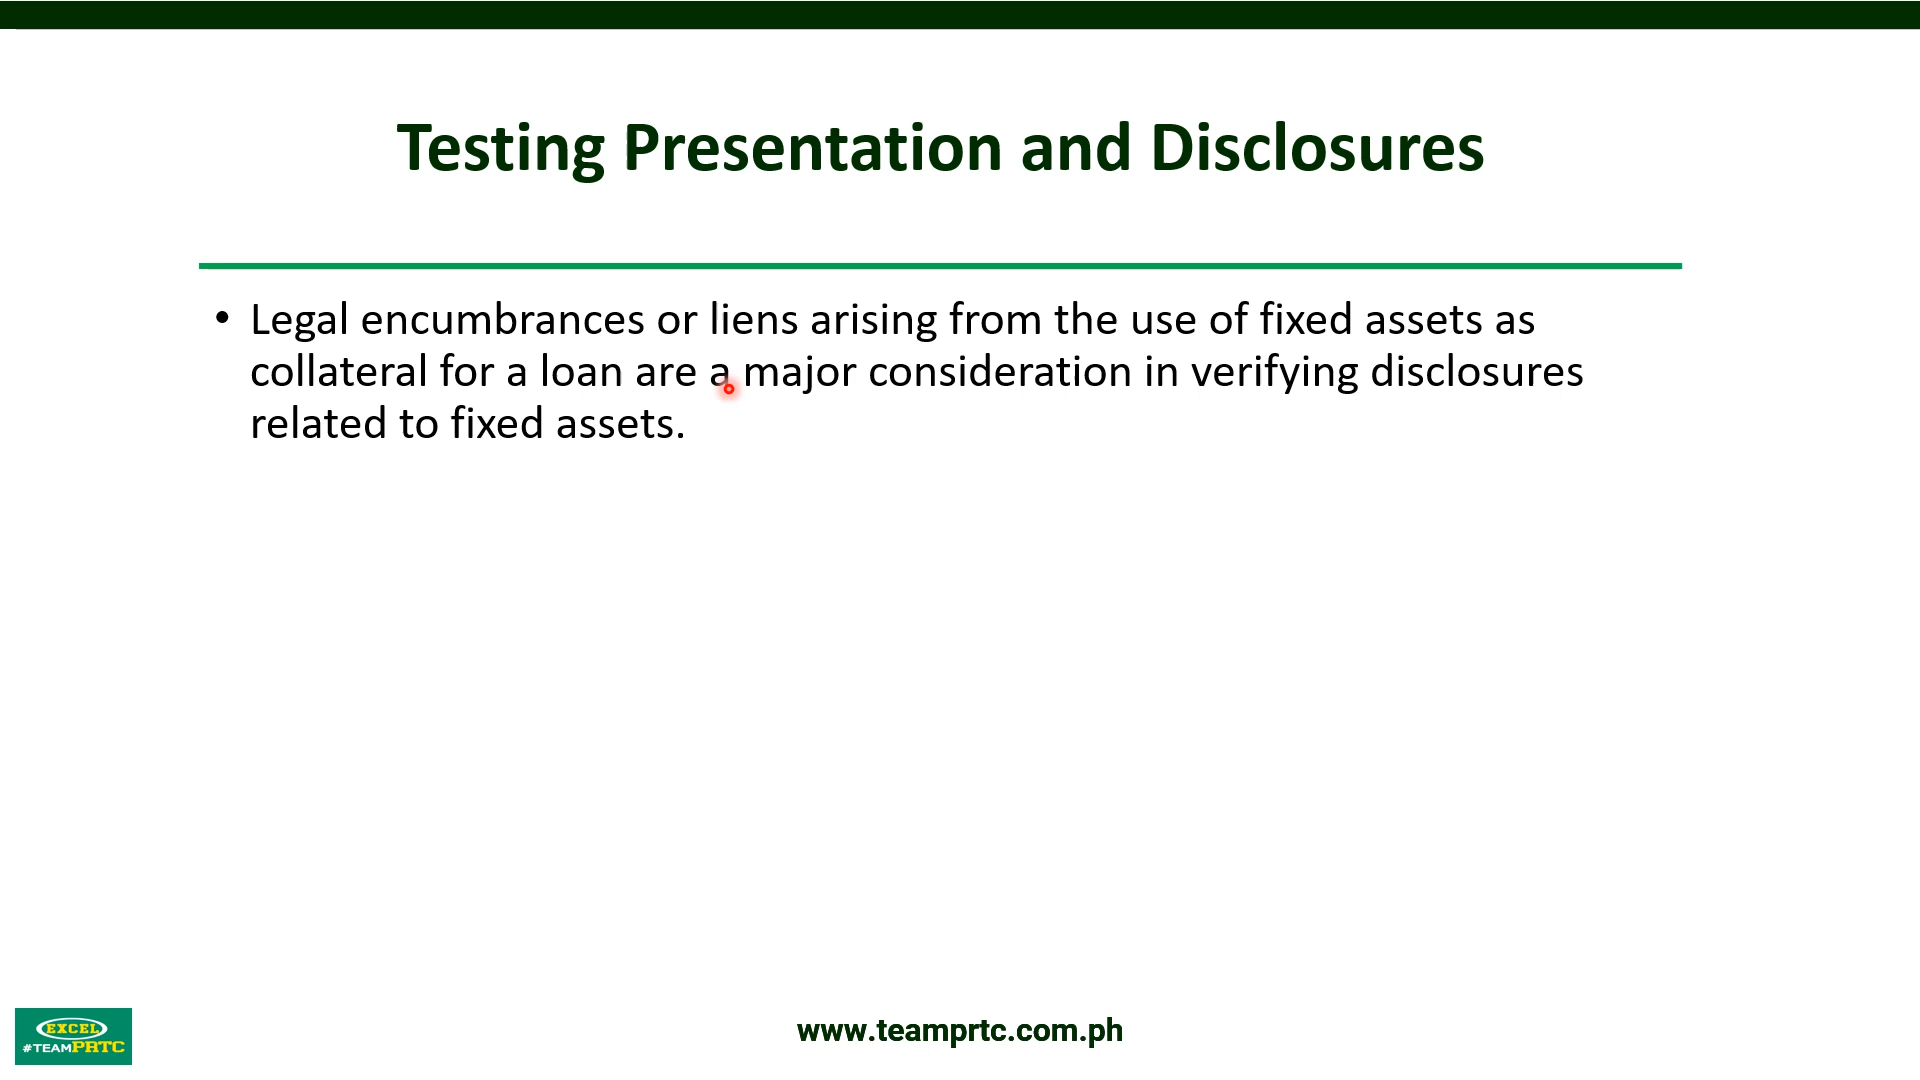 Testing Presentation and Disclosures
• Legal encumbrances or liens arising from the use of fixed assets as
collateral for a loan are a major consideration in verifying disclosures
related to fixed assets.
EXCEL
#TEAMPRTC
www.teamprtc.com.ph